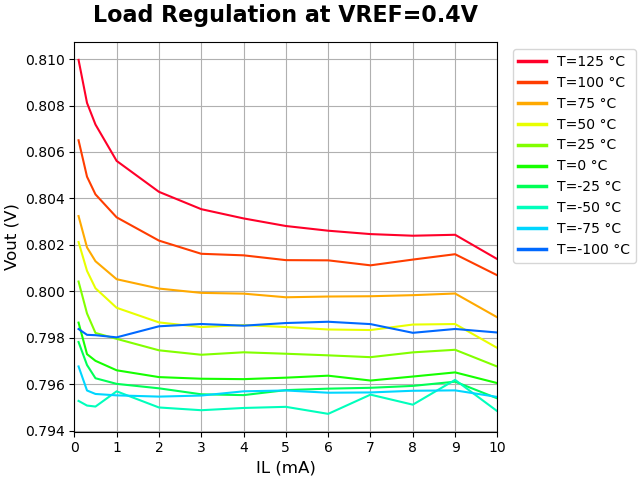 Load Regulation at VREF=0.4V
0.810
0.808
0.806
0.804
0.802
0.800
0.798
0.796
0.794
Vout (V)
0 1 2 3 4 5 6 7 8 9 10
IL (mA)
T=125 °C
T=100 °C
T=75 °C
T=50 °C
T=25 °C
T=0 °C
T=-25 °C
T=-50 °C
T=-75 °C
T=-100 °C